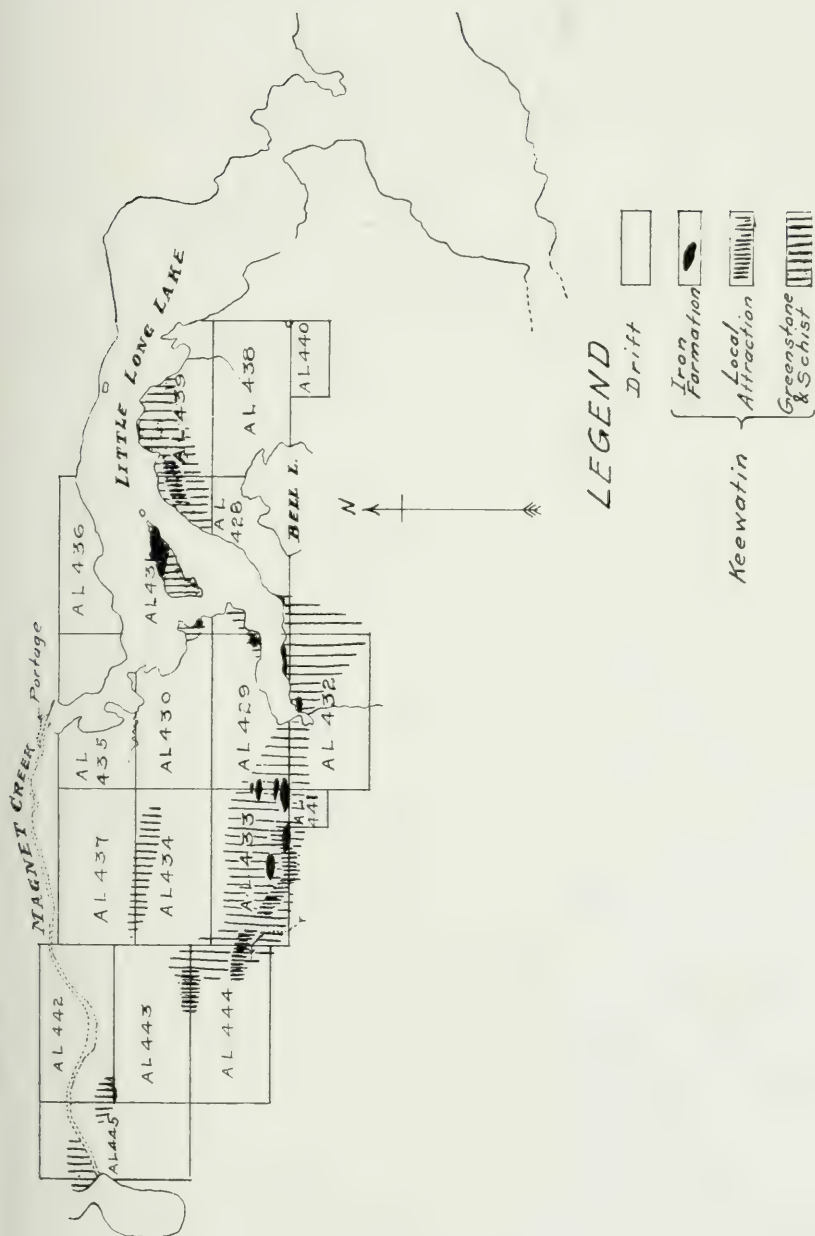 MAGNET CREEK
Portage
LITTLE LONG LAKE
AL 442
AL 443
AL 444
AL 445
AL 437
AL 434
AL 433
AL
435
AL 430
AL 429
AL 432
AL
441
AL 436
AL 431
AL 439
AL
428
AL 438
AL 440
BELL L.
N
LEGEND
Drift
Iron
Formation
Local
Attraction
Greenstone
& Schist
Keewatin